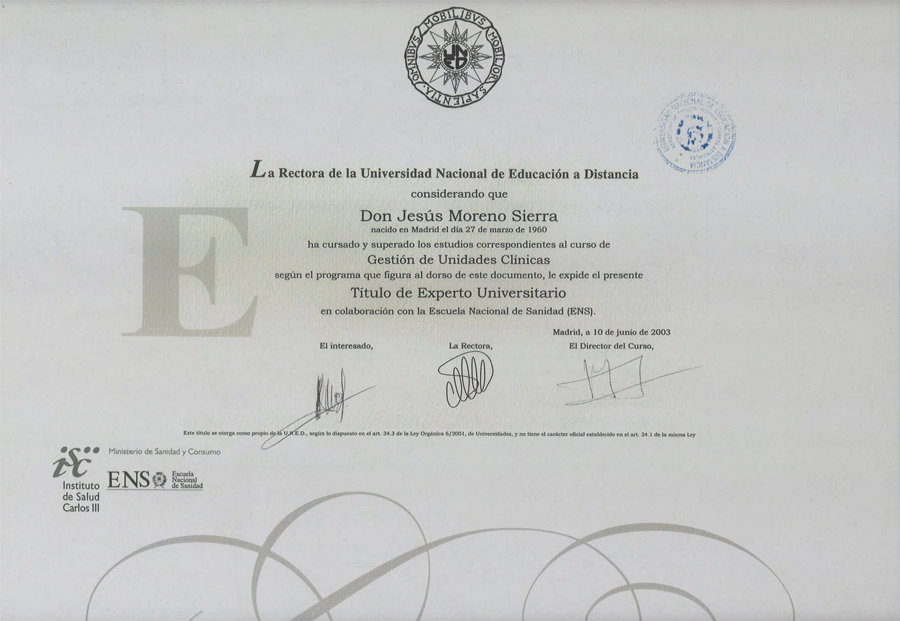 OMNIBVS MOBILIBVS MOBILIOR SAPIENTIA
UNED
UNIVERSIDAD NACIONAL DE EDUCACION A DISTANCIA
La Rectora de la Universidad Nacional de Educación a Distancia
considerando que
Don Jesús Moreno Sierra
nacido en Madrid el día 27 de marzo de 1960
ha cursado y superado los estudios correspondientes al curso de
E
Gestión de Unidades Clínicas
según el programa que figura al dorso de este documento, le expide el presente
Título de Experto Universitario
en colaboración con la Escuela Nacional de Sanidad (ENS).
Madrid, a 10 de junio de 2003
El interesado, La Rectora, El Director del Curso,
Este título se otorga como propio de la U.N.E.D., según lo dispuesto en el art. 34.3 de la Ley Orgánica 6/2001, de Universidades, y no tiene el carácter oficial establecido en el art. 34.1 de la misma Ley
isc Ministerio de Sanidad y Consumo
Instituto
de Salud
Carlos III
ENS Escuela
Nacional
de Sanidad